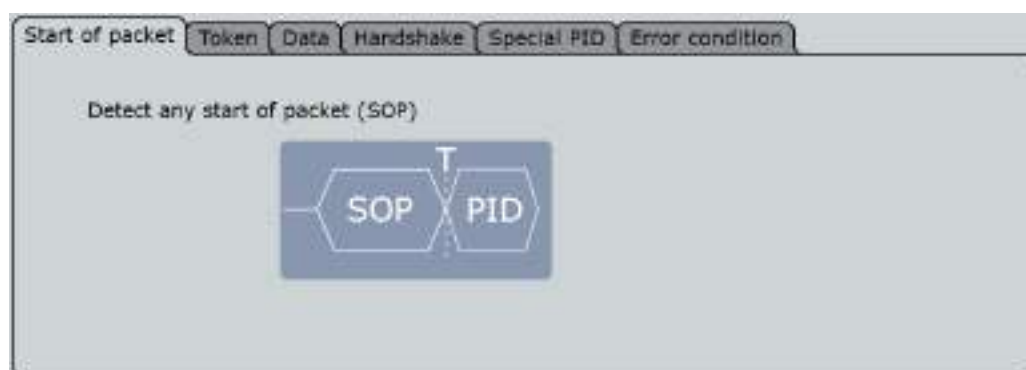 Start of packet Token Data Handshake Special PID Error condition
Detect any start of packet (SOP)
T
SOP PID